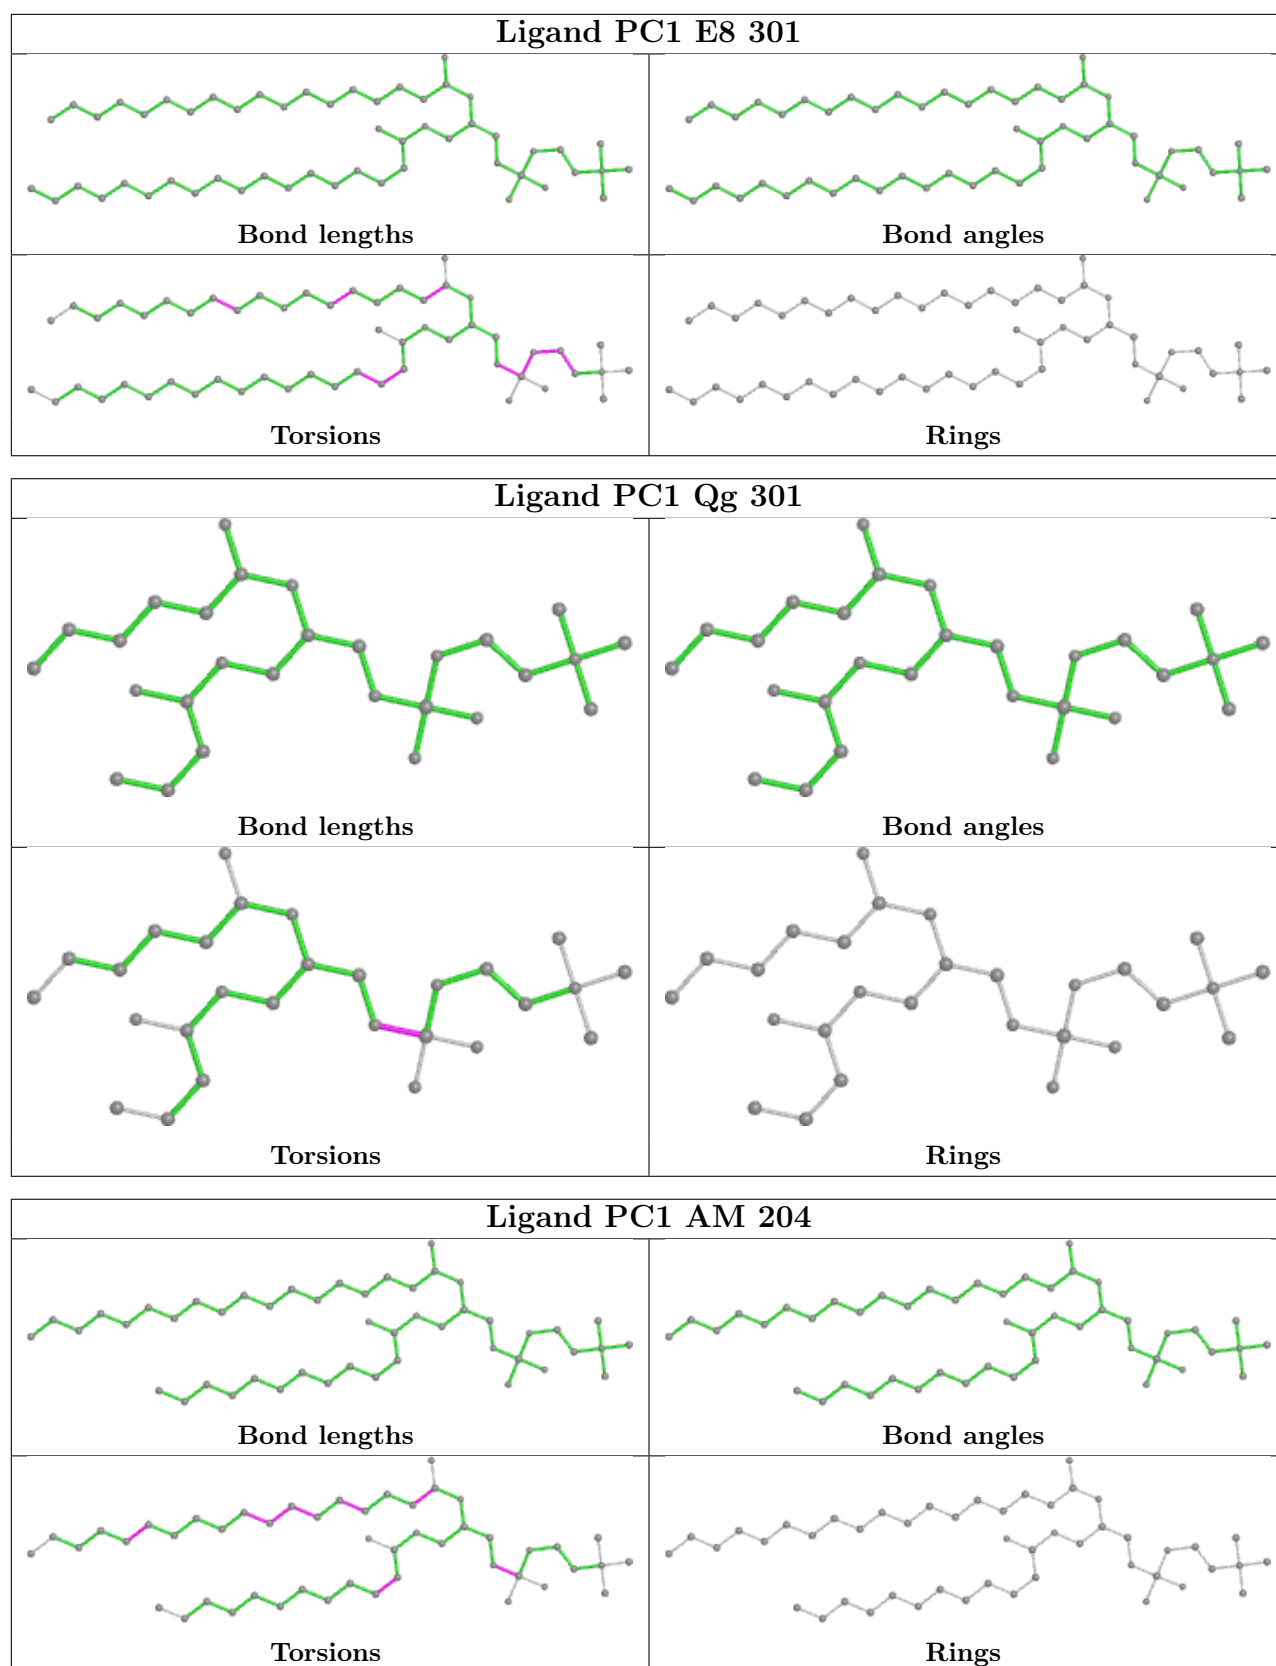 Ligand PC1 E8 301
Bond lengths
Bond angles
Torsions
Rings
Ligand PC1 Qg 301
Bond lengths
Bond angles
Torsions
Rings
Ligand PC1 AM 204
Bond lengths
Bond angles
Torsions
Rings